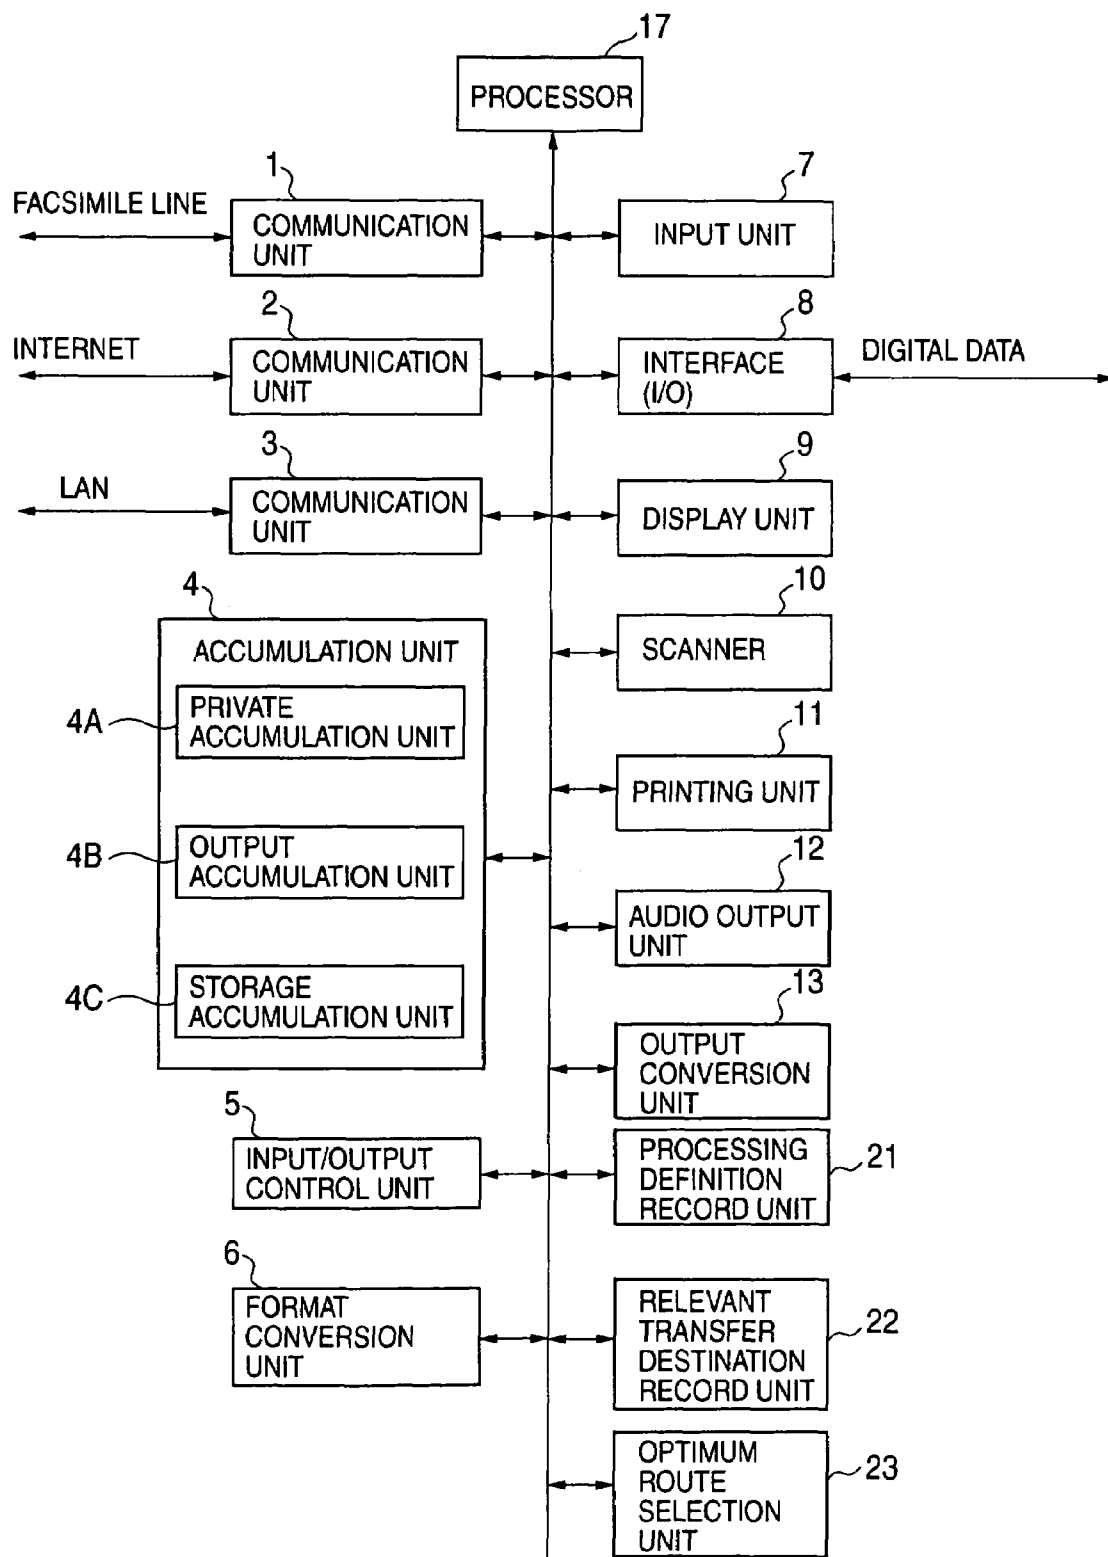 17
PROCESSOR
1
7
FACSIMILE LINE
COMMUNICATION
UNIT
INPUT UNIT
2
8
INTERNET
COMMUNICATION
UNIT
INTERFACE
(I/O)
DIGITAL DATA
3
9
LAN
COMMUNICATION
UNIT
DISPLAY UNIT
4
10
ACCUMULATION UNIT
SCANNER
4A
PRIVATE
ACCUMULATION UNIT
11
PRINTING UNIT
4B
OUTPUT
ACCUMULATION UNIT
12
AUDIO OUTPUT
UNIT
4C
STORAGE
ACCUMULATION UNIT
13
OUTPUT
CONVERSION
UNIT
5
INPUT/OUTPUT
CONTROL UNIT
PROCESSING
DEFINITION
RECORD UNIT
21
6
FORMAT
CONVERSION
UNIT
RELEVANT
TRANSFER
DESTINATION
RECORD UNIT
22
OPTIMUM
ROUTE
SELECTION
UNIT
23